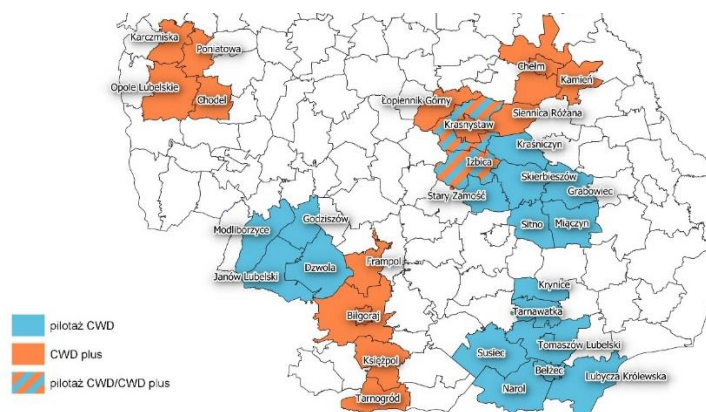 Karczmiska
Poniatowa
Opole Lubelskie
Chodel
Chełm
Kamień
Łopiennik Górny
Siennica Różana
Krasnystaw
Kraśniczyn
Izbica
Skierbieszów
Grabowiec
Stary Zamość
Sitno
Miączyn
Godziszów
Modliborzyce
Janów Lubelski
Dzwola
Frampol
Biłgoraj
Księżpol
Tarnogród
Krynice
Tarnawatka
Tomaszów Lubelski
Susiec
Bełżec
Narol
Lubycza Królewska
pilotaż CWD
CWD plus
pilotaż CWD/CWD plus